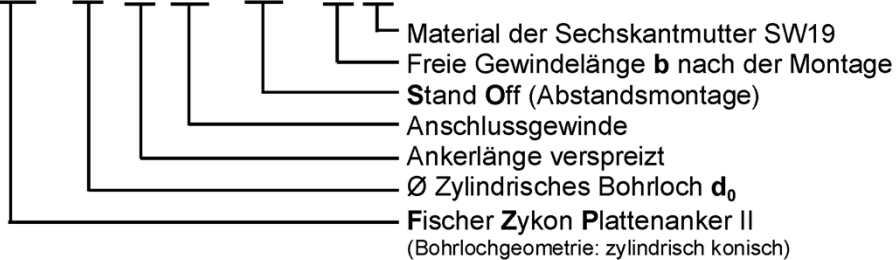 Material der Sechskantmutter SW19
Freie Gewindelänge b nach der Montage
Stand Off (Abstandsmontage)
Anschlussgewinde
Ankerlänge verspreizt
Ø Zylindrisches Bohrloch d₀
Fischer Zykon Plattenanker II
(Bohrlochgeometrie: zylindrisch konisch)